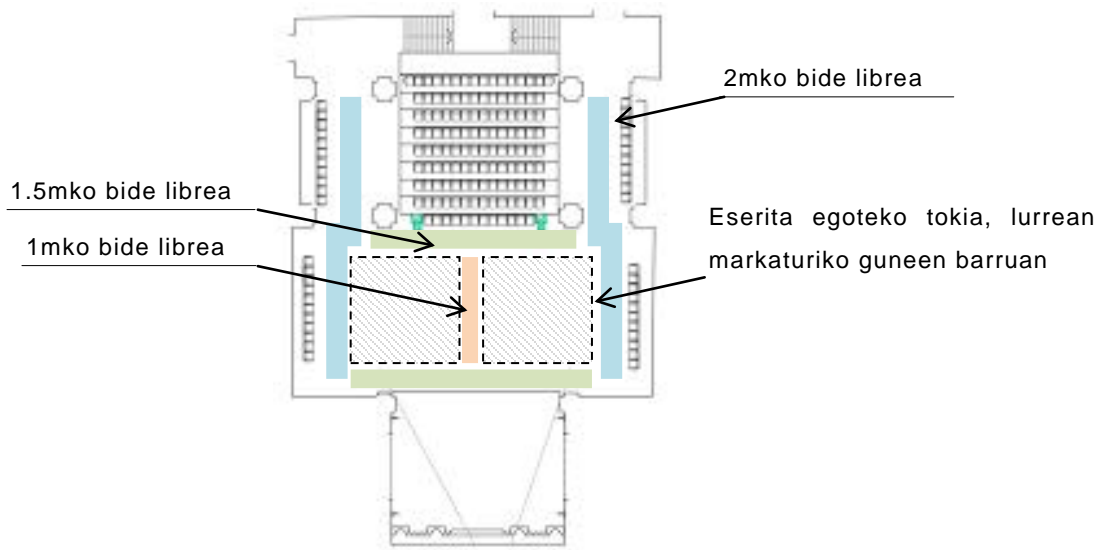 2mko bide librea
1.5mko bide librea
1mko bide librea
Eserita egoteko tokia, lurrean
markaturiko guneen barruan